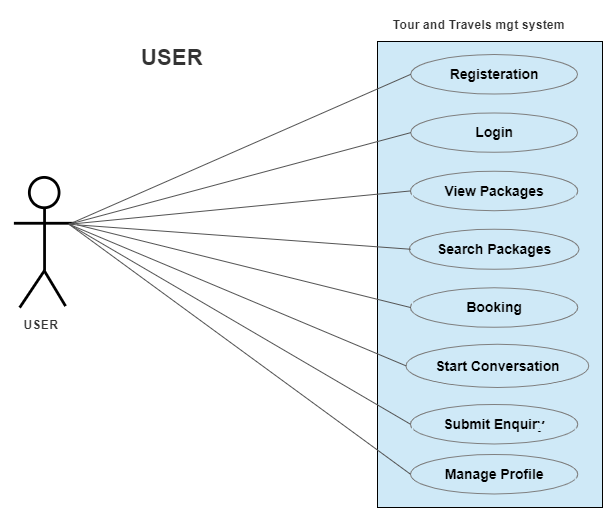 Tour and Travels mgt system
USER
Registeration
Login
View Packages
Search Packages
Booking
Start Conversation
Submit Enquiry
Manage Profile
USER